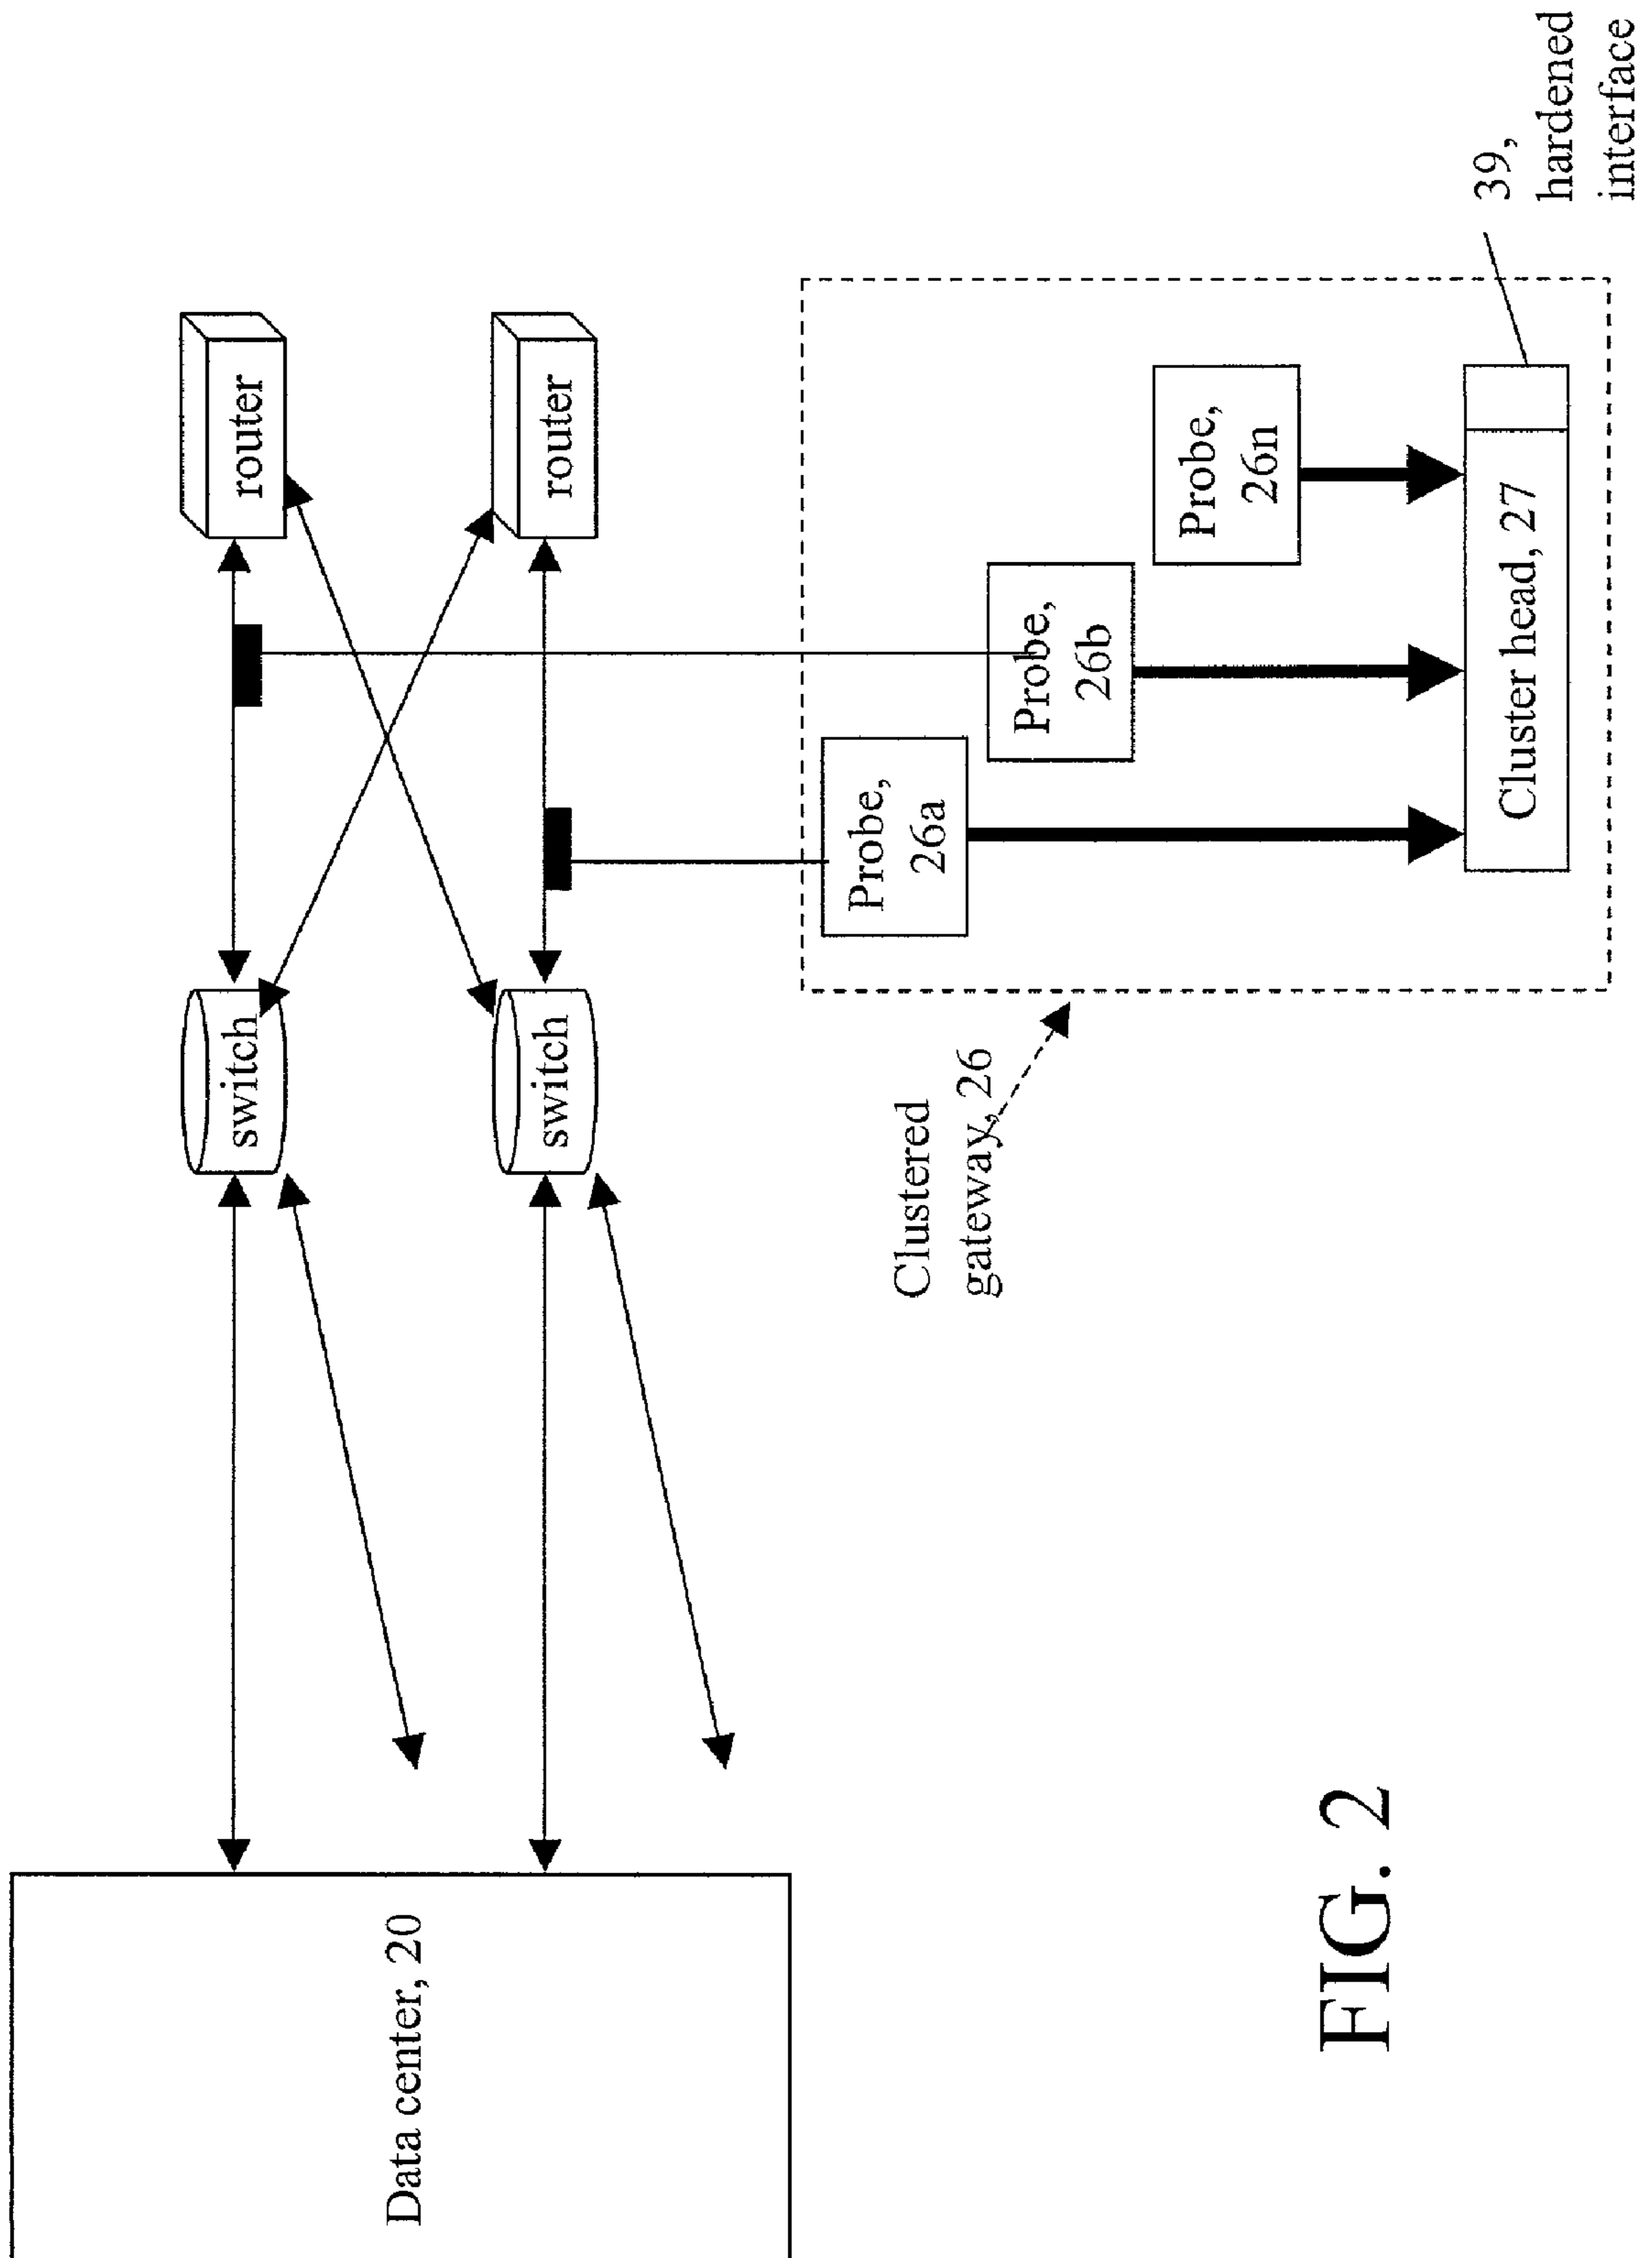 router
router
switch
switch
Data center, 20
Probe,
26a
Probe,
26b
Probe,
26n
Cluster head, 27
39,
hardened
interface
Clustered
gateway, 26
FIG. 2